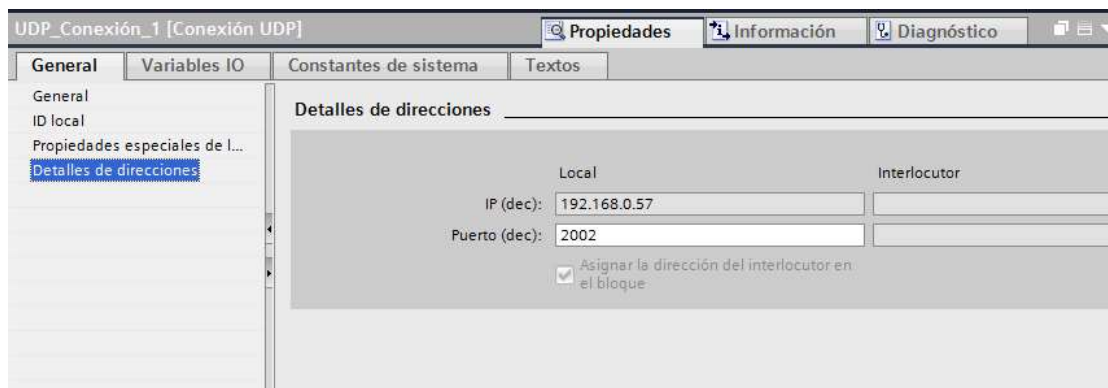 UDP_Conexión_1 [Conexión UDP]
Propiedades
Información
Diagnóstico
General
Variables IO
Constantes de sistema
Textos
General
ID local
Propiedades especiales de l...
Detalles de direcciones
Detalles de direcciones
Local
Interlocutor
IP (dec): 192.168.0.57
Puerto (dec): 2002
Asignar la dirección del interlocutor en
el bloque